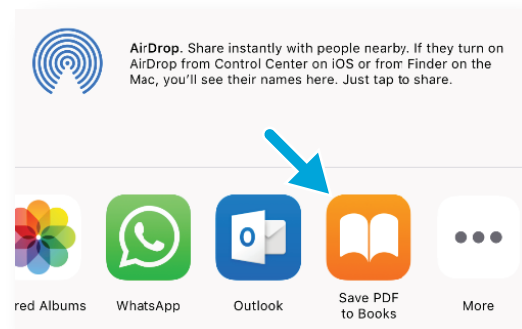 AirDrop. Share instantly with people nearby. If they turn on
AirDrop from Control Center on iOS or from Finder on the
Mac, you'll see their names here. Just tap to share.
red Albums
WhatsApp
Outlook
Save PDF
to Books
More